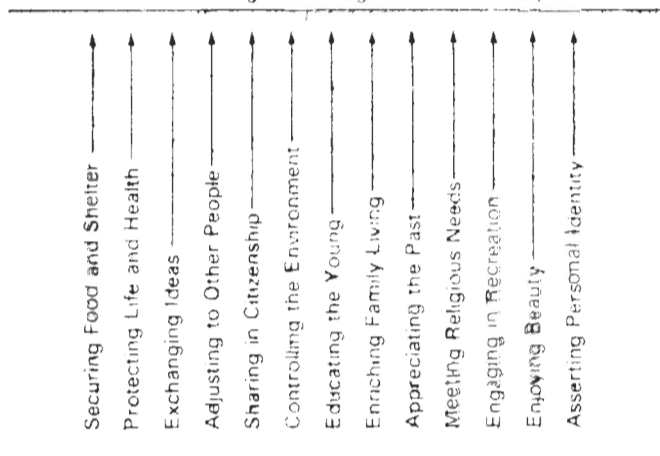 Securing Food and Shelter
Protecting Life and Health
Exchanging Ideas
Adjusting to Other People
Sharing in Citizenship
Controlling the Environment
Educating the Young
Enriching Family Living
Appreciating the Past
Meeting Religious Needs
Engaging in Recreation
Enjoying Beauty
Asserting Personal Identity